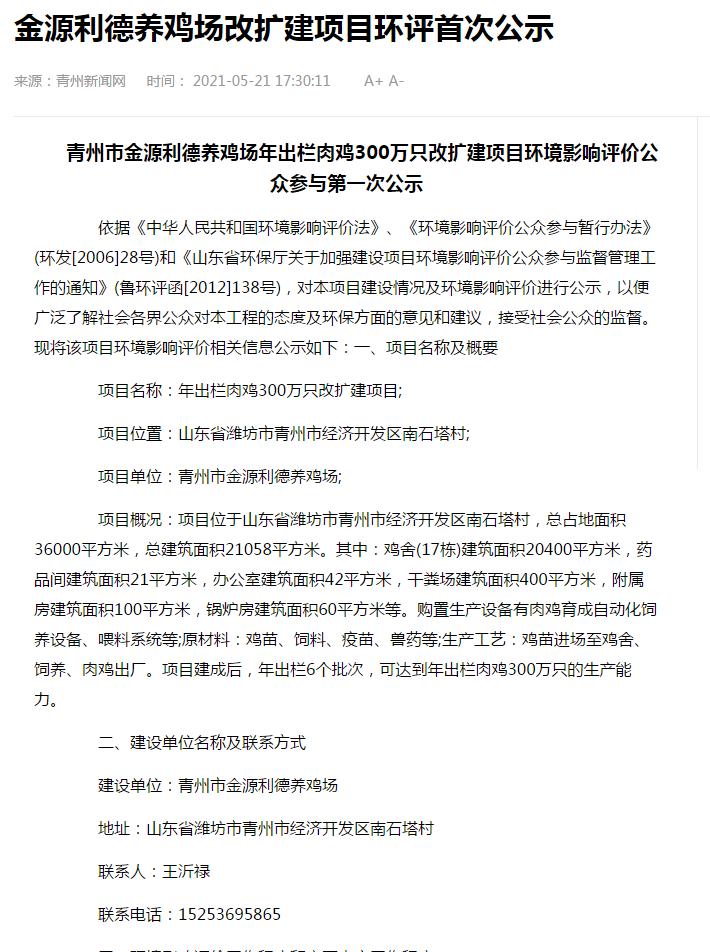 金源利德养鸡场改扩建项目环评首次公示
来源：青州新闻网 时间： 2021-05-21 17:30:11 A+ A-
青州市金源利德养鸡场年出栏肉鸡300万只改扩建项目环境影响评价公
众参与第一次公示
依据《中华人民共和国环境影响评价法》、《环境影响评价公众参与暂行办法》
(环发[2006]28号)和《山东省环保厅关于加强建设项目环境影响评价公众参与监督管理工
作的通知》(鲁环评函[2012]138号)，对本项目建设情况及环境影响评价进行公示，以便
广泛了解社会各界公众对本工程的态度及环保方面的意见和建议，接受社会公众的监督。
现将该项目环境影响评价相关信息公示如下：一、项目名称及概要
项目名称：年出栏肉鸡300万只改扩建项目;
项目位置：山东省潍坊市青州市经济开发区南石塔村;
项目单位：青州市金源利德养鸡场;
项目概况：项目位于山东省潍坊市青州市经济开发区南石塔村，总占地面积
36000平方米，总建筑面积21058平方米。其中：鸡舍(17栋)建筑面积20400平方米，药
品间建筑面积21平方米，办公室建筑面积42平方米，干粪场建筑面积400平方米，附属
房建筑面积100平方米，锅炉房建筑面积60平方米等。购置生产设备有肉鸡育成自动化饲
养设备、喂料系统等;原材料：鸡苗、饲料、疫苗、兽药等;生产工艺：鸡苗进场至鸡舍、
饲养、肉鸡出厂。项目建成后，年出栏6个批次，可达到年出栏肉鸡300万只的生产能
力。
二、建设单位名称及联系方式
建设单位：青州市金源利德养鸡场
地址：山东省潍坊市青州市经济开发区南石塔村
联系人：王沂禄
联系电话：15253695865